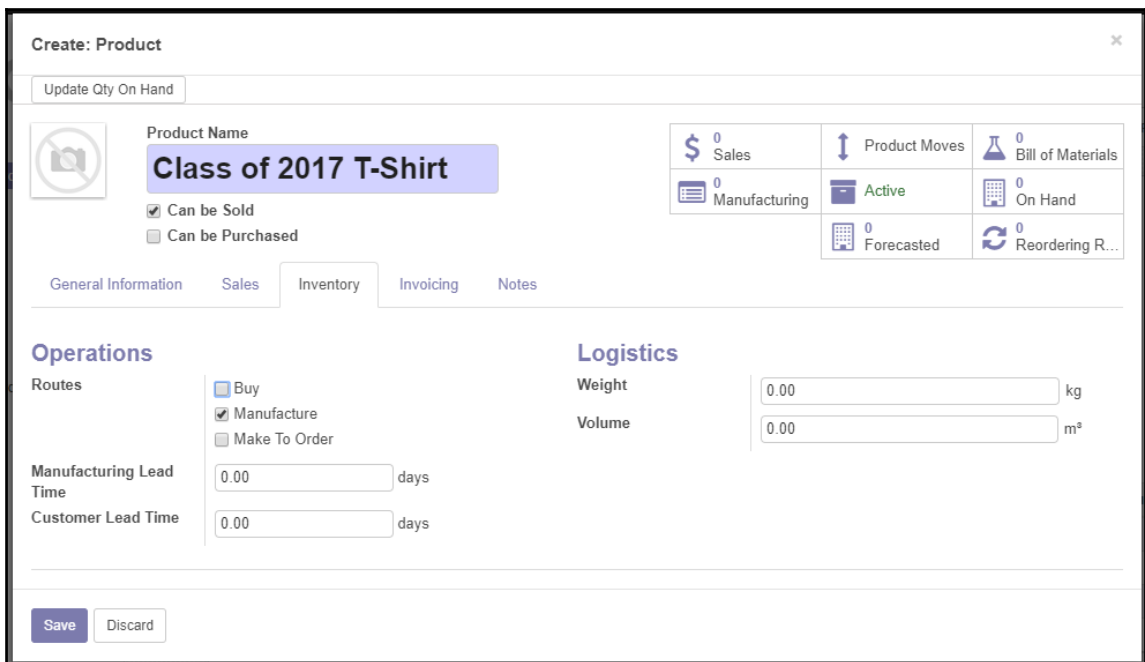 Create: Product
×
Update Qty On Hand
Product Name
Class of 2017 T-Shirt
Can be Sold
Can be Purchased
0
Sales
Product Moves
0
Bill of Materials
0
Manufacturing
Active
0
On Hand
0
Forecasted
0
Reordering R...
General Information Sales Inventory Invoicing Notes
Operations
Routes
Buy
Manufacture
Make To Order
Manufacturing Lead
Time
0.00 days
Customer Lead Time 0.00 days
Logistics
Weight 0.00 kg
Volume 0.00 m³
Save Discard